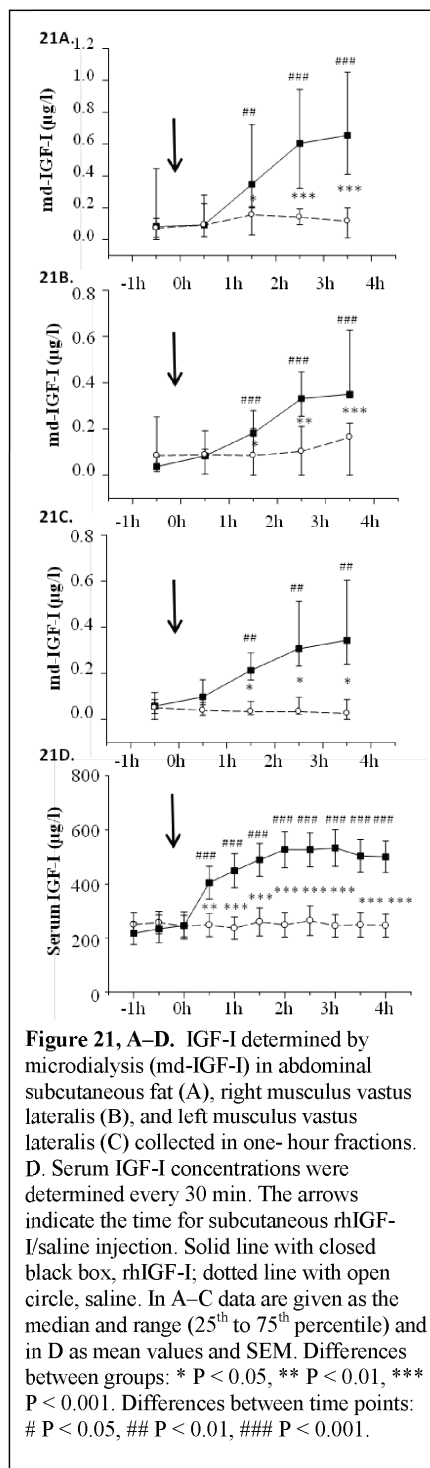 21A.
1.2
1.0
0.8
0.6
0.4
0.2
0.0
md-IGF-I (µg/l)
## ### ###
* *** ***
-1h 0h 1h 2h 3h 4h
21B.
0.8
0.6
0.4
0.2
0.0
md-IGF-I (µg/l)
### ### ###
* ** ***
-1h 0h 1h 2h 3h 4h
21C.
0.8
0.6
0.4
0.2
0.0
md-IGF-I (µg/l)
## ## ##
* * *
-1h 0h 1h 2h 3h 4h
21D.
800
600
400
200
0
Serum IGF-I (µg/l)
### ### ### ### ### ### ### ###
** *** *** *** *** *** *** ***
-1h 0h 1h 2h 3h 4h
Figure 21, A–D. IGF-I determined by
microdialysis (md-IGF-I) in abdominal
subcutaneous fat (A), right musculus vastus
lateralis (B), and left musculus vastus
lateralis (C) collected in one- hour fractions.
D. Serum IGF-I concentrations were
determined every 30 min. The arrows
indicate the time for subcutaneous rhIGF-
I/saline injection. Solid line with closed
black box, rhIGF-I; dotted line with open
circle, saline. In A–C data are given as the
median and range (25th to 75th percentile) and
in D as mean values and SEM. Differences
between groups: * P < 0.05, ** P < 0.01, ***
P < 0.001. Differences between time points:
# P < 0.05, ## P < 0.01, ### P < 0.001.